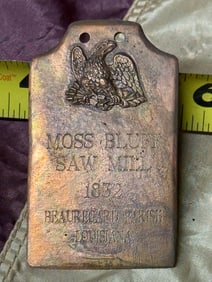 MOSS BLUFF
SAW MILL
1832
BEAUREGARD PARISH
LOUISIANA